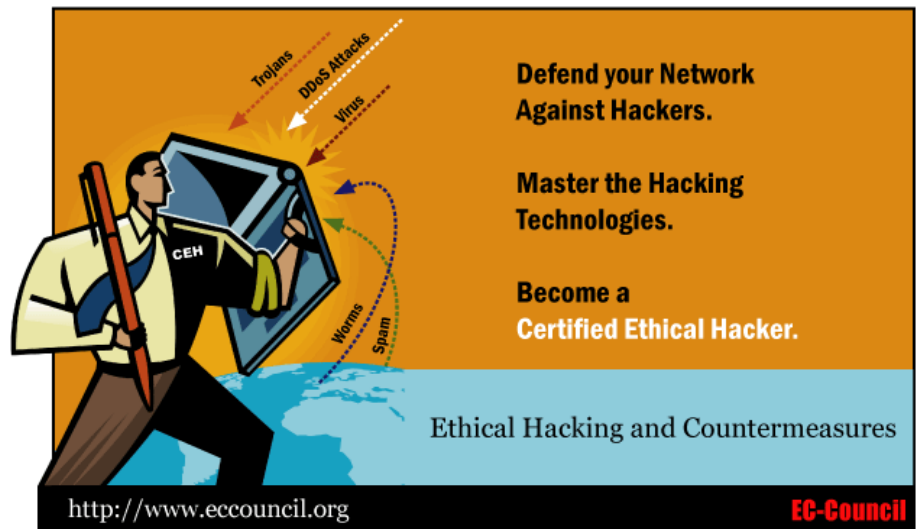 Trojans
DDoS Attacks
Virus
CEH
Worms
Spam
Defend your Network
Against Hackers.
Master the Hacking
Technologies.
Become a
Certified Ethical Hacker.
Ethical Hacking and Countermeasures
http://www.eccouncil.org
EC-Council